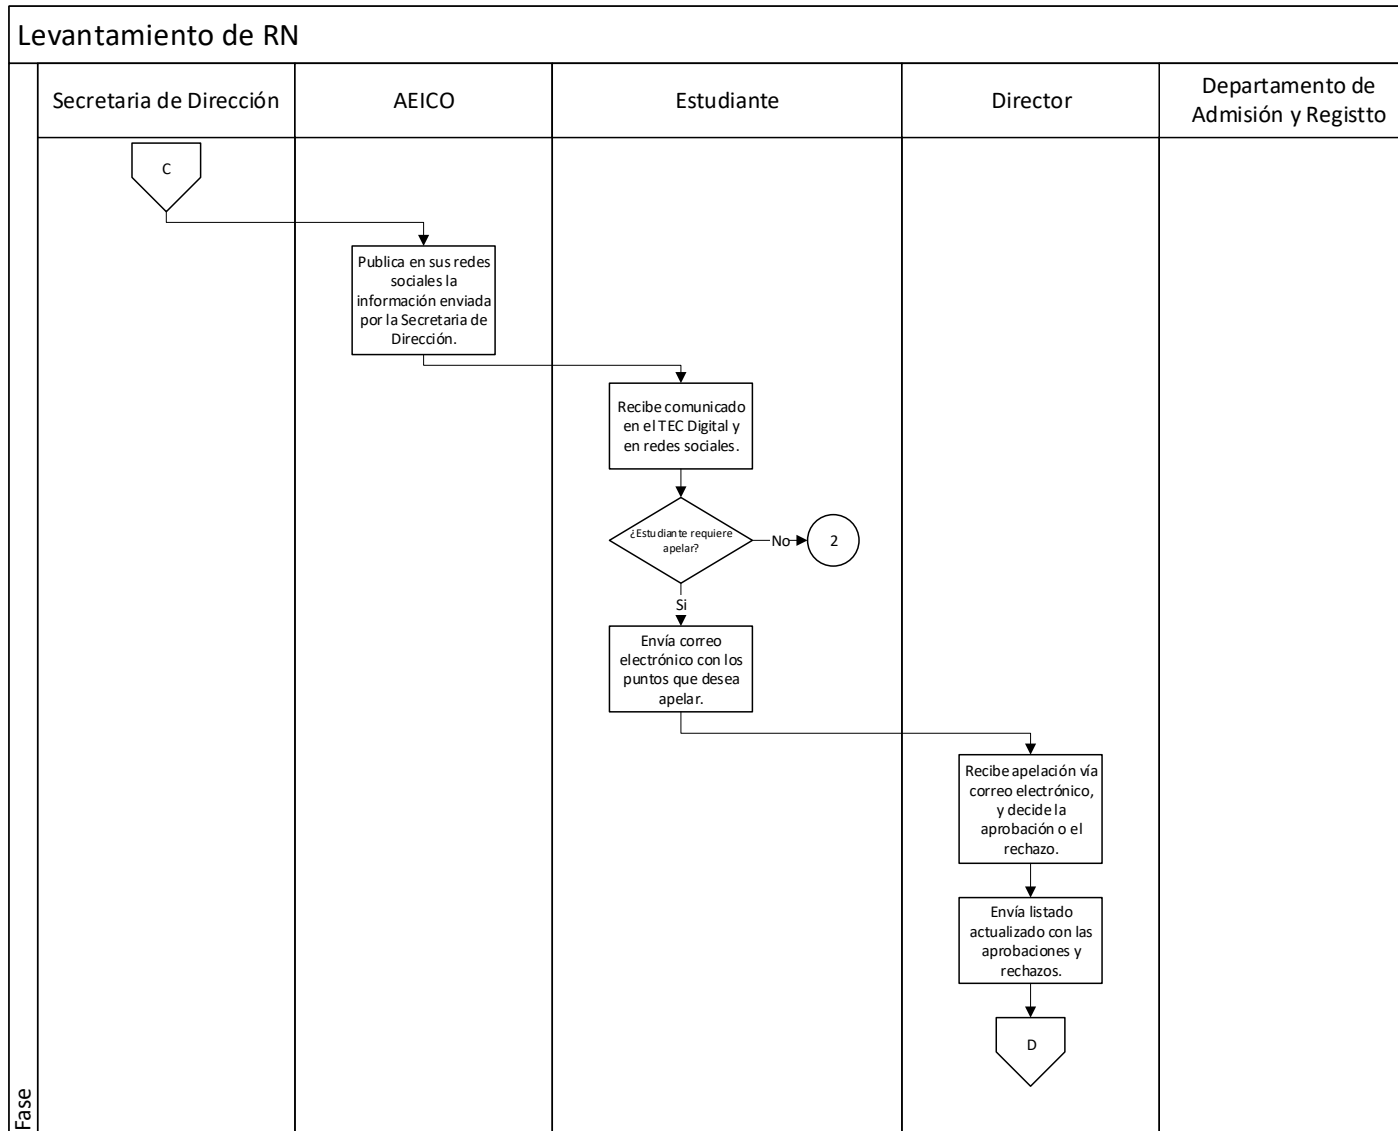 Levantamiento de RN
Secretaria de Dirección
AEICO
Estudiante
Director
Departamento de
Admisión y Registto
C
Publica en sus redes
sociales la
información enviada
por la Secretaria de
Dirección.
Recibe comunicado
en el TEC Digital y
en redes sociales.
¿Estudiante requiere
apelar?
No
2
Si
Envía correo
electrónico con los
puntos que desea
apelar.
Recibe apelación vía
correo electrónico,
y decide la
aprobación o el
rechazo.
Envía listado
actualizado con las
aprobaciones y
rechazos.
D
Fase